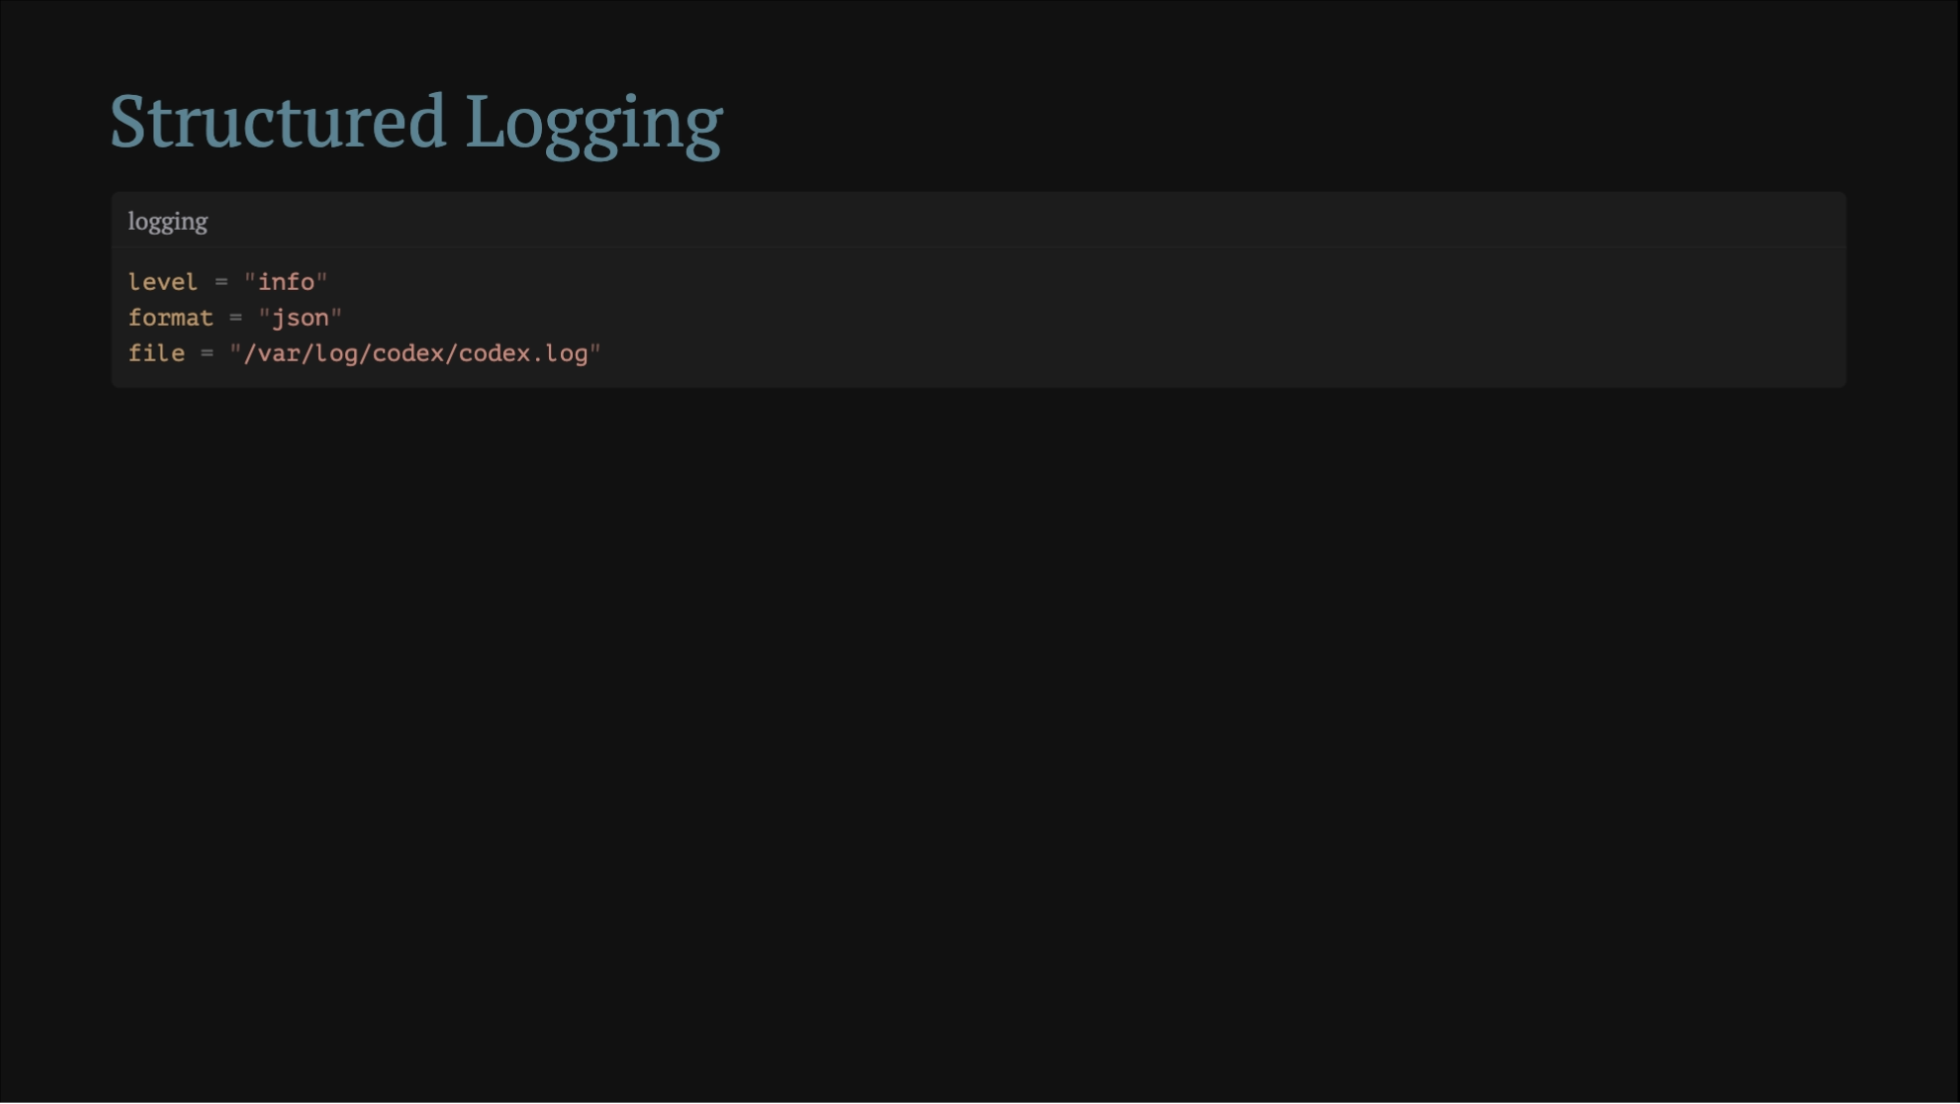 Structured Logging
logging
level = "info"
format = "json"
file = "/var/log/codex/codex.log"